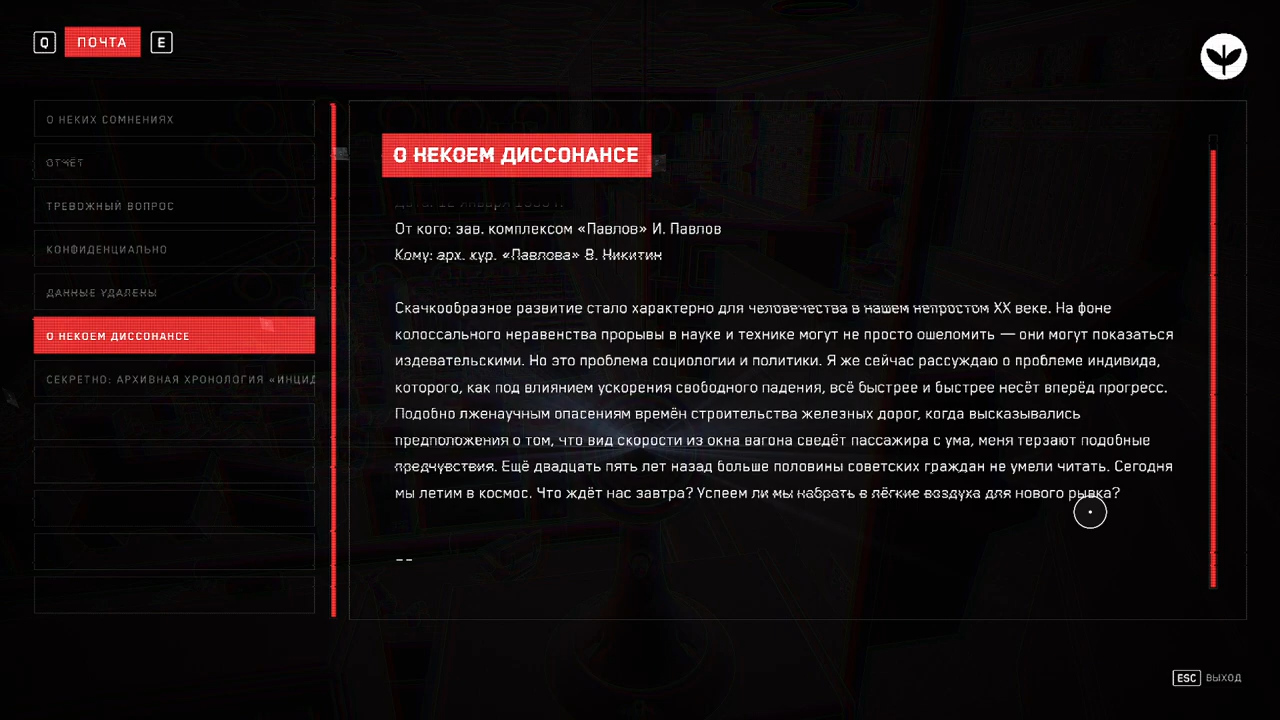 Q ПОЧТА E
О НЕКИХ СОМНЕНИЯХ
ОТЧЁТ
ТРЕВОЖНЫЙ ВОПРОС
КОНФИДЕНЦИАЛЬНО
ДАННЫЕ УДАЛЕНЫ
О НЕКОЕМ ДИССОНАНСЕ
СЕКРЕТНО: АРХИВНАЯ ХРОНОЛОГИЯ «ИНЦИД
О НЕКОЕМ ДИССОНАНСЕ
От кого: зав. комплексом «Павлов» И. Павлов
Кому: арх. кур. «Павлова» В. Никитин
Скачкообразное развитие стало характерно для человечества в нашем непростом XX веке. На фоне
колоссального неравенства прорывы в науке и технике могут не просто ошеломить — они могут показаться
издевательскими. Но это проблема социологии и политики. Я же сейчас рассуждаю о проблеме индивида,
которого, как под влиянием ускорения свободного падения, всё быстрее и быстрее несёт вперёд прогресс.
Подобно лженаучным опасениям времён строительства железных дорог, когда высказывались
предположения о том, что вид скорости из окна вагона сведёт пассажира с ума, меня терзают подобные
предчувствия. Ещё двадцать пять лет назад больше половины советских граждан не умели читать. Сегодня
мы летим в космос. Что ждёт нас завтра? Успеем ли мы набрать в лёгкие воздуха для нового рывка?
--
ESC ВЫХОД